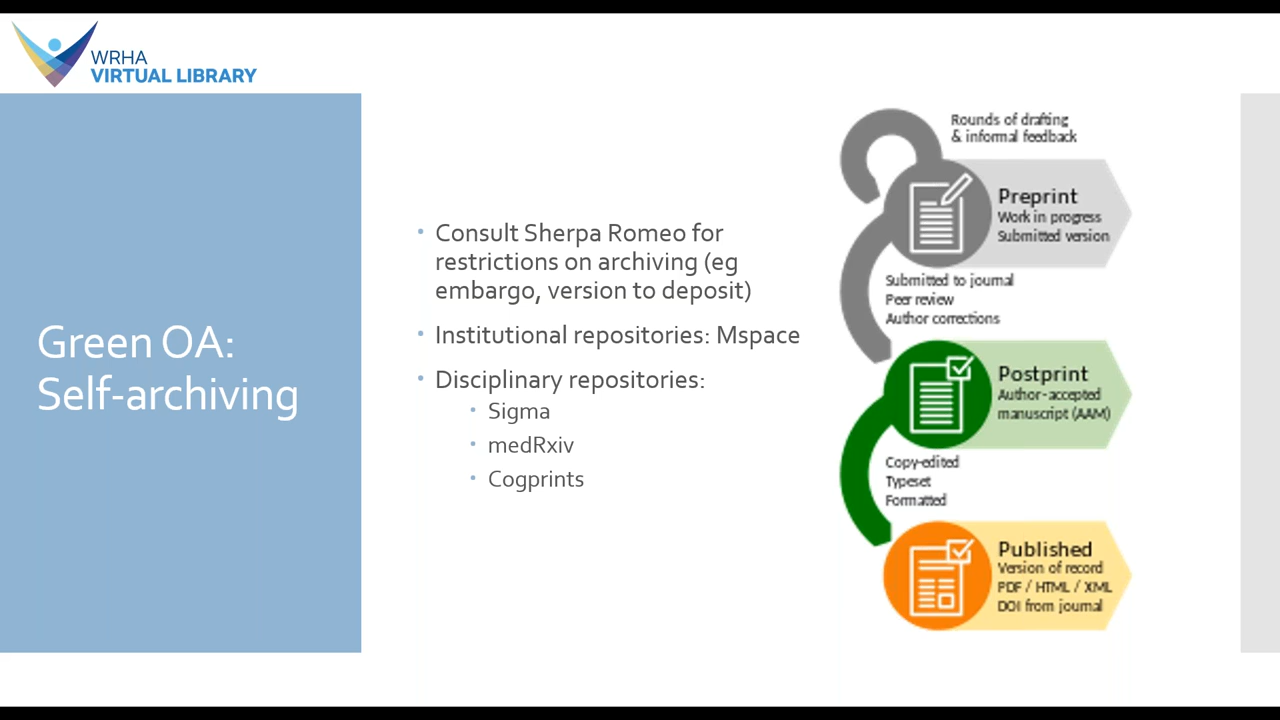 WRHA
VIRTUAL LIBRARY
Green OA:
Self-archiving
• Consult Sherpa Romeo for
restrictions on archiving (eg
embargo, version to deposit)
• Institutional repositories: Mspace
• Disciplinary repositories:
• Sigma
• medRxiv
• Cogprints
Rounds of drafting
& informal feedback
Preprint
Work in progress
Submitted version
Submitted to journal
Peer review
Author corrections
Postprint
Author-accepted
manuscript (AAM)
Copy-edited
Typeset
Formatted
Published
Version of record
PDF / HTML / XML
DOI from journal